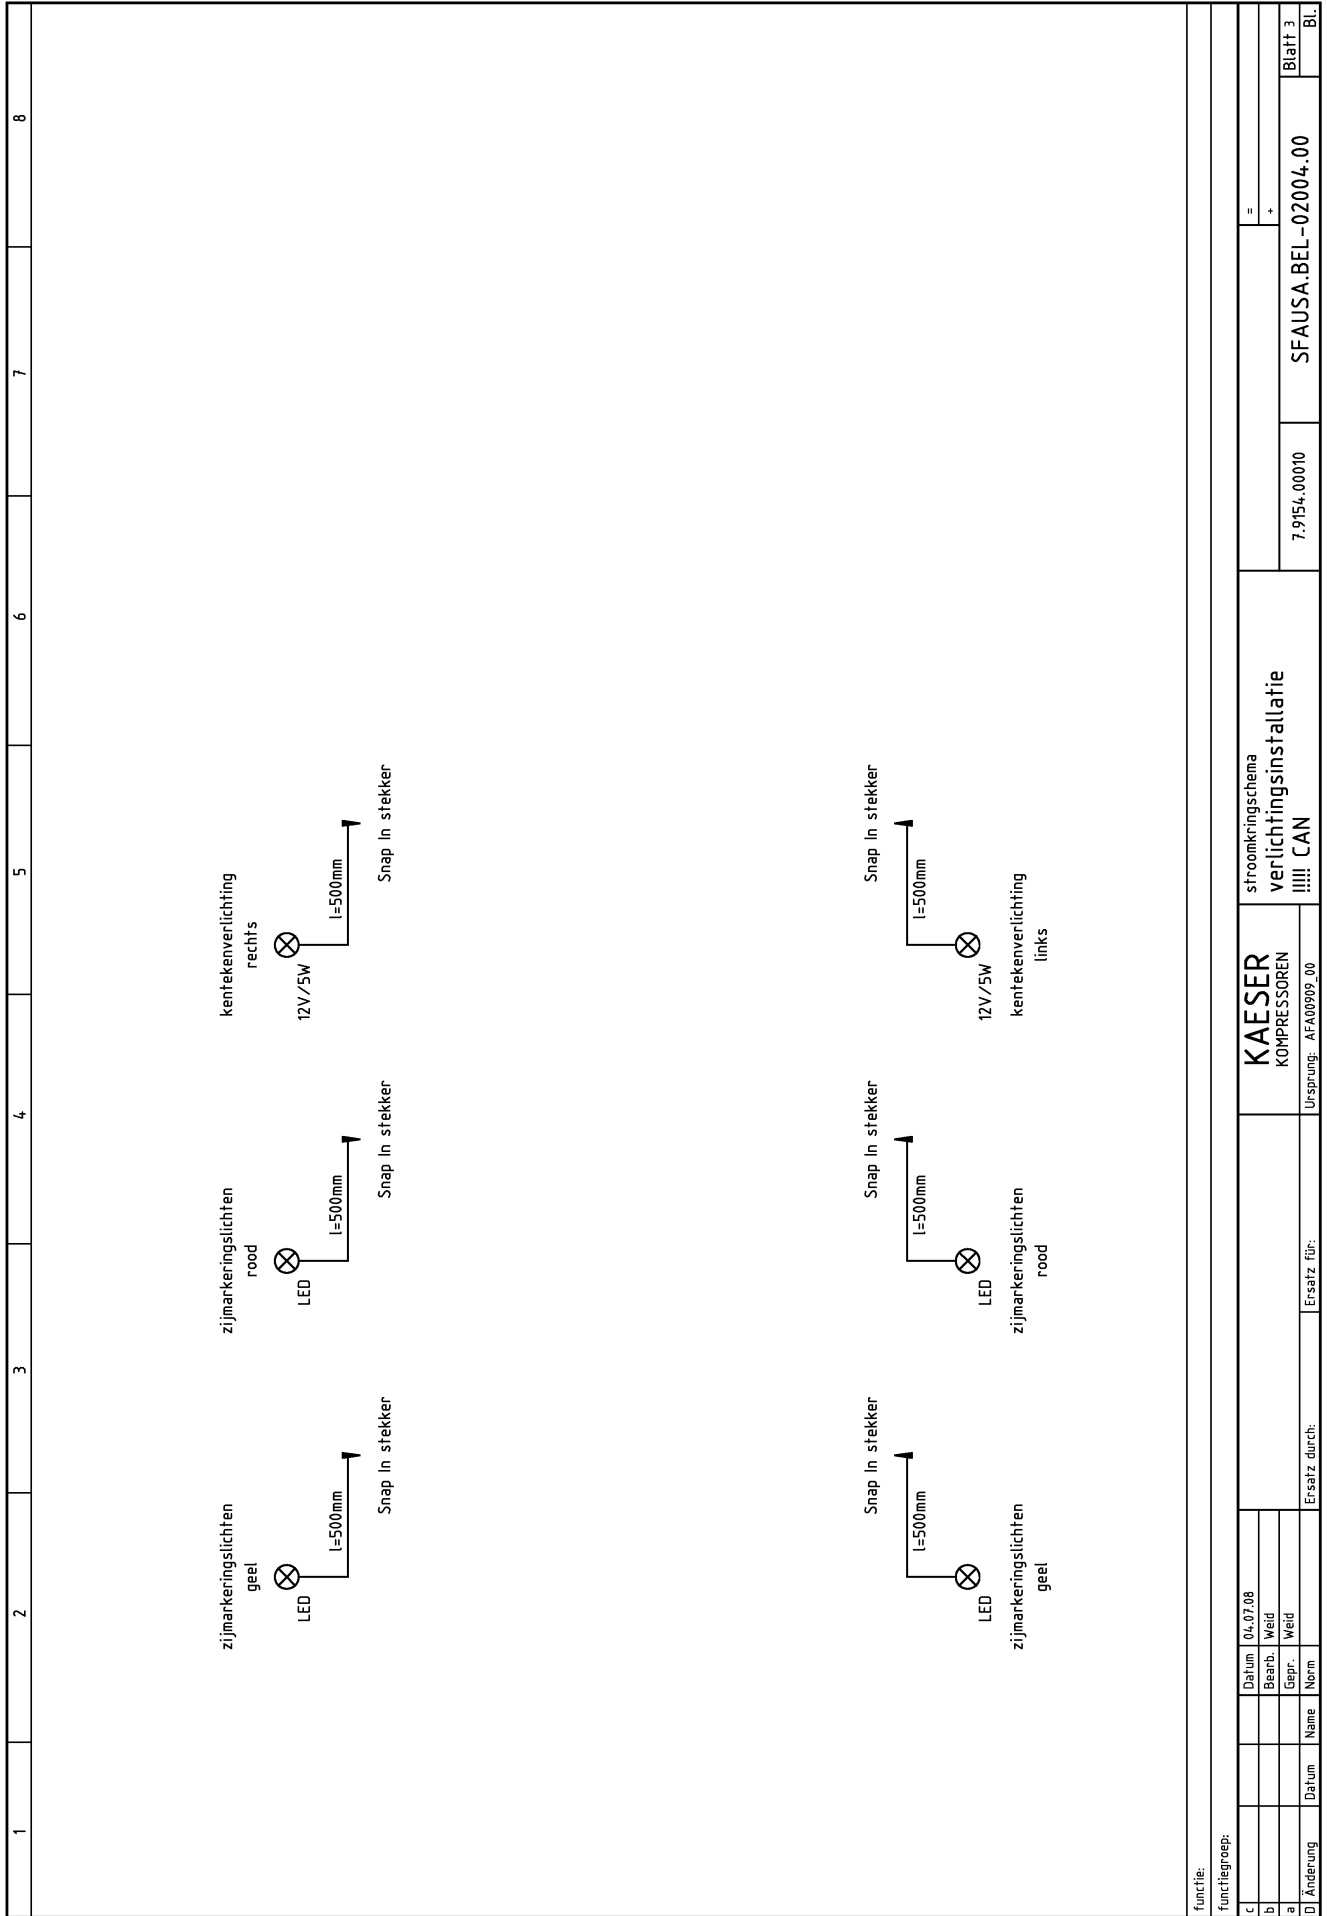 1 2 3 4 5 6 7 8
zijmarkeringslichten
geel
LED
l=500mm
Snap In stekker
zijmarkeringslichten
rood
LED
l=500mm
Snap In stekker
kentekenverlichting
rechts
12V/5W
l=500mm
Snap In stekker
Snap In stekker
l=500mm
LED
zijmarkeringslichten
geel
Snap In stekker
l=500mm
LED
zijmarkeringslichten
rood
Snap In stekker
l=500mm
12V/5W
kentekenverlichting
links
functie:
functiegroep:
c
b
a
D Änderung Datum Name Norm
Datum 04.07.08
Bearb. Weid
Gepr. Weid
Ersatz durch:
Ersatz für:
KAESER
KOMPRESSOREN
Ursprung: AFA00909_00
stroomkringschema
verlichtingsinstallatie
!!!!! CAN
7.9154.00010
=
+
SFAUSA.BEL-02004.00
Blatt 3
Bl.